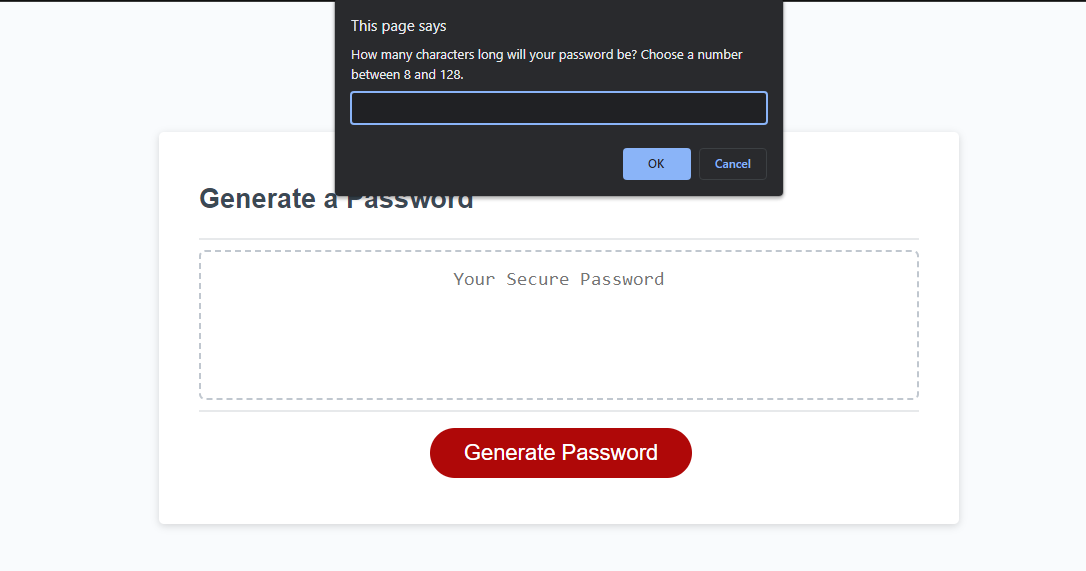 This page says
How many characters long will your password be? Choose a number
between 8 and 128.
OK
Cancel
Generate a Password
Your Secure Password
Generate Password